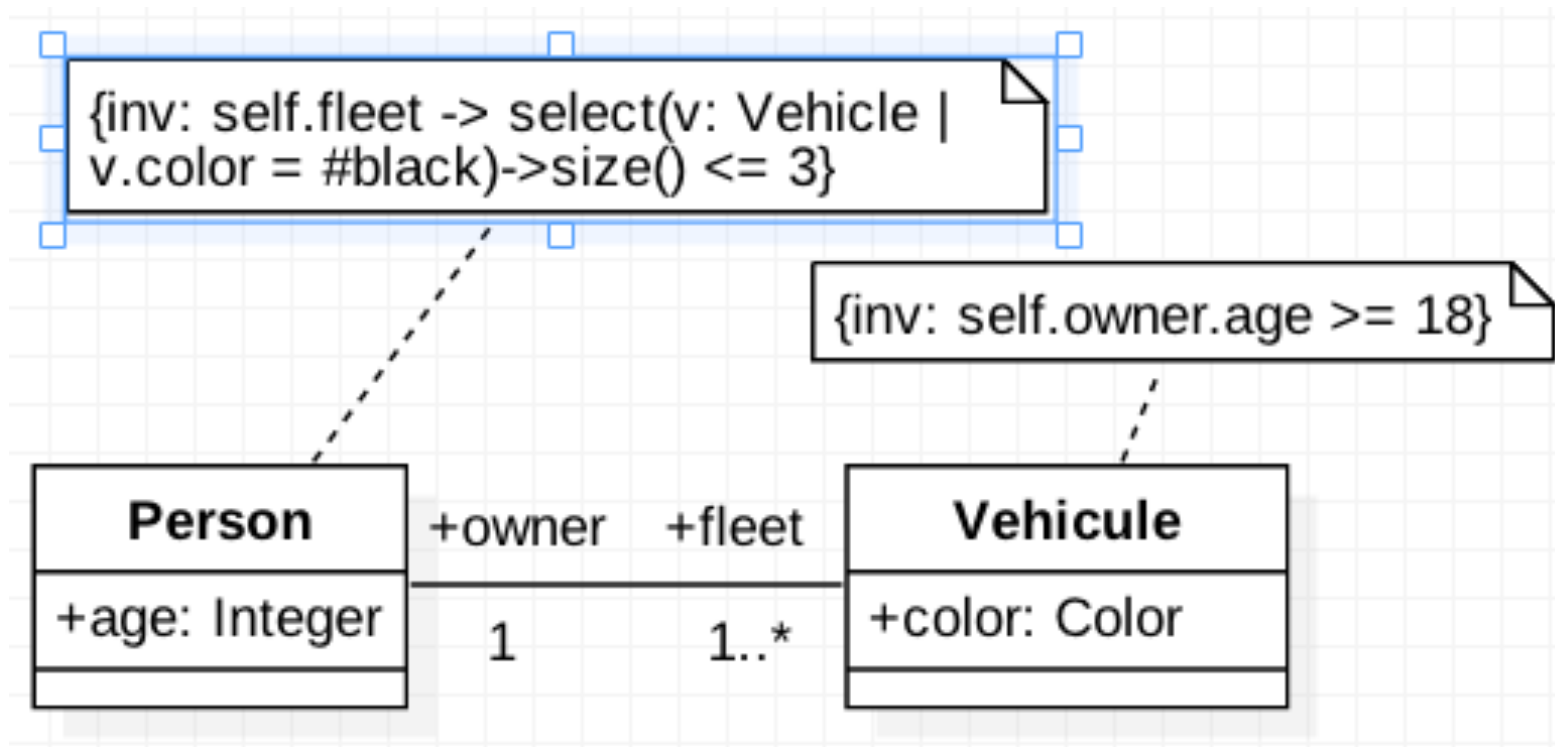 {inv: self.fleet -> select(v: Vehicle |
v.color = #black)->size() <= 3}
{inv: self.owner.age >= 18}
Person
+owner
+fleet
Vehicule
+age: Integer
1
1..*
+color: Color